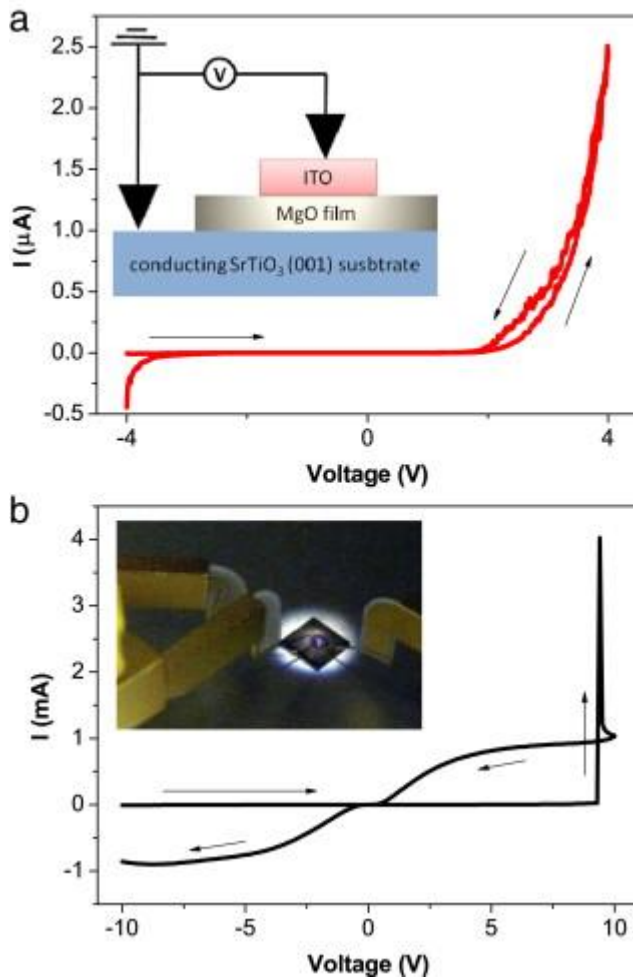 a
2.5
2.0
1.5
1.0
0.5
0.0
-0.5
I (μA)
V
ITO
MgO film
conducting SrTiO3 (001) susbtrate
-4 -2 0 2 4
Voltage (V)
b
4
3
2
1
0
-1
I (mA)
-10 -5 0 5 10
Voltage (V)